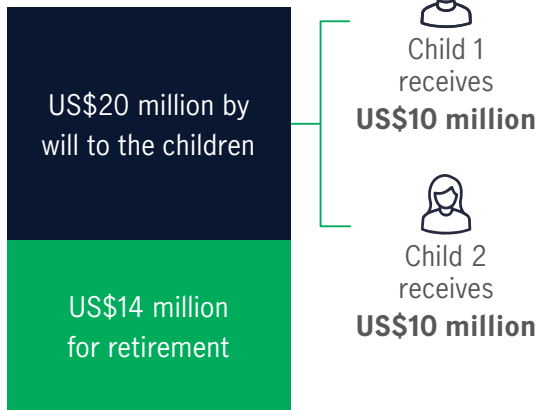 US$20 million by
will to the children
US$14 million
for retirement
Child 1
receives
US$10 million
Child 2
receives
US$10 million